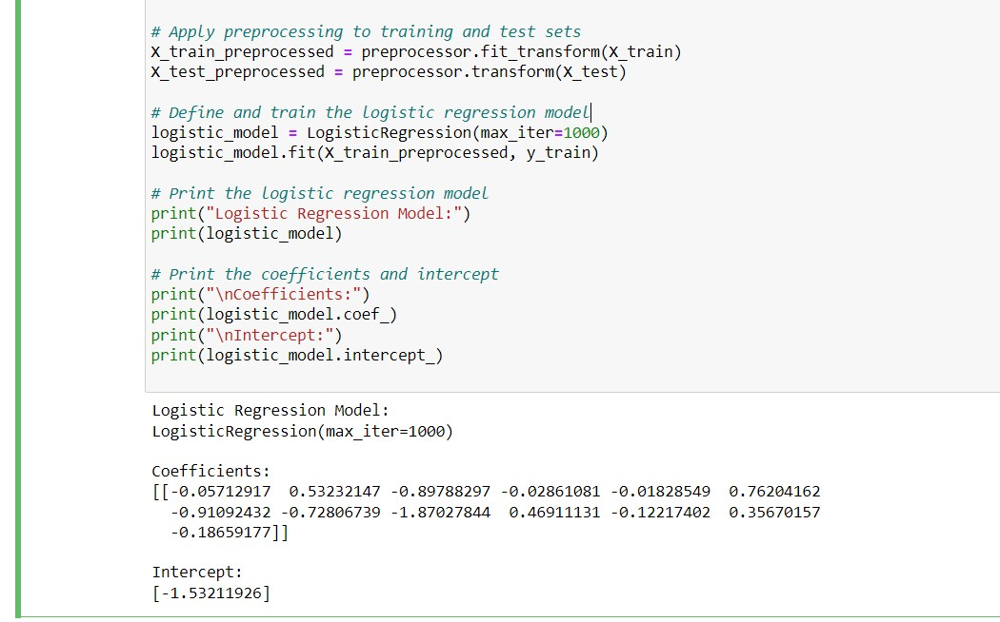 # Apply preprocessing to training and test sets
X_train_preprocessed = preprocessor.fit_transform(X_train)
X_test_preprocessed = preprocessor.transform(X_test)
# Define and train the logistic regression model
logistic_model = LogisticRegression(max_iter=1000)
logistic_model.fit(X_train_preprocessed, y_train)
# Print the logistic regression model
print("Logistic Regression Model:")
print(logistic_model)
# Print the coefficients and intercept
print("\nCoefficients:")
print(logistic_model.coef_)
print("\nIntercept:")
print(logistic_model.intercept_)
Logistic Regression Model:
LogisticRegression(max_iter=1000)
Coefficients:
[[-0.05712917  0.53232147 -0.89788297 -0.02861081 -0.01828549  0.76204162
-0.91092432 -0.72806739 -1.87027844  0.46911131 -0.12217402  0.35670157
-0.18659177]]
Intercept:
[-1.53211926]